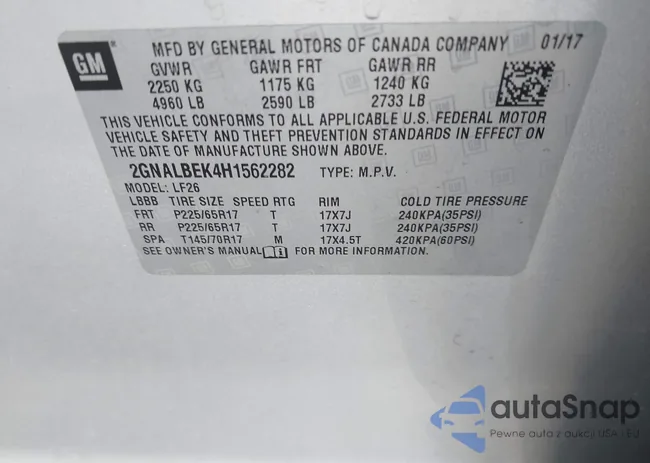 GM
MFD BY GENERAL MOTORS OF CANADA COMPANY 01/17
GVWR GAWR FRT GAWR RR
2250 KG 1175 KG 1240 KG
4960 LB 2590 LB 2733 LB
THIS VEHICLE CONFORMS TO ALL APPLICABLE U.S. FEDERAL MOTOR
VEHICLE SAFETY AND THEFT PREVENTION STANDARDS IN EFFECT ON
THE DATE OF MANUFACTURE SHOWN ABOVE.
2GNALBEK4H1562282 TYPE: M.P.V.
MODEL: LF26
LBBB TIRE SIZE SPEED RTG RIM COLD TIRE PRESSURE
FRT P225/65R17 T 17X7J 240KPA(35PSI)
RR P225/65R17 T 17X7J 240KPA(35PSI)
SPA T145/70R17 M 17X4.5T 420KPA(60PSI)
SEE OWNER'S MANUAL FOR MORE INFORMATION.
autaSnap
Pewne auta z aukcji USA - EU